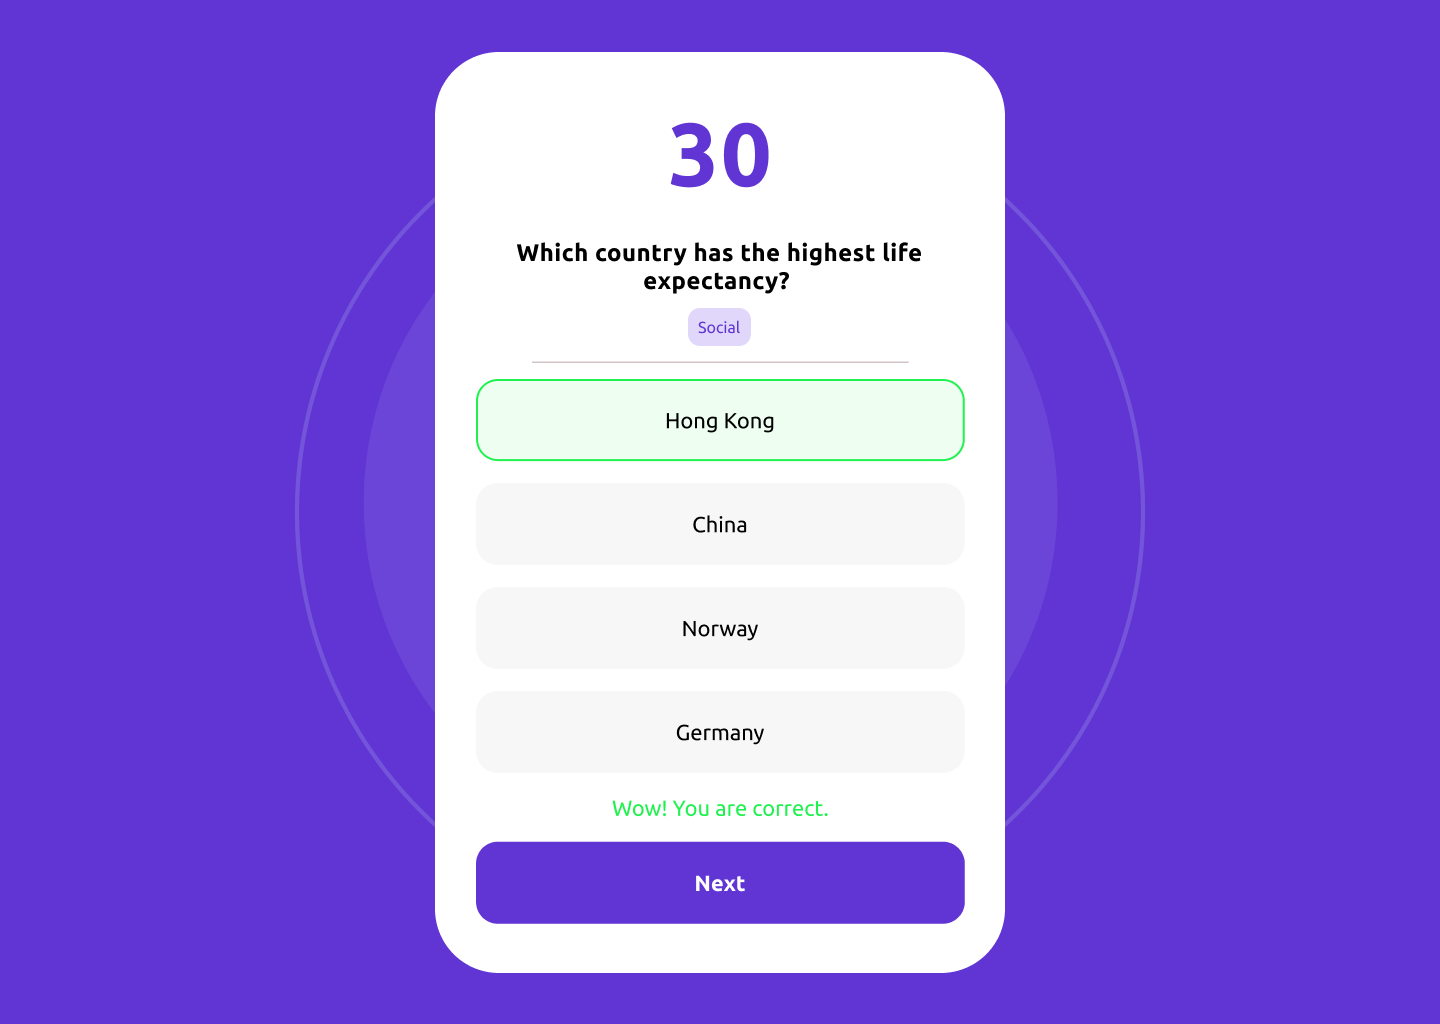 30
Which country has the highest life
expectancy?
Social
Hong Kong
China
Norway
Germany
Wow! You are correct.
Next